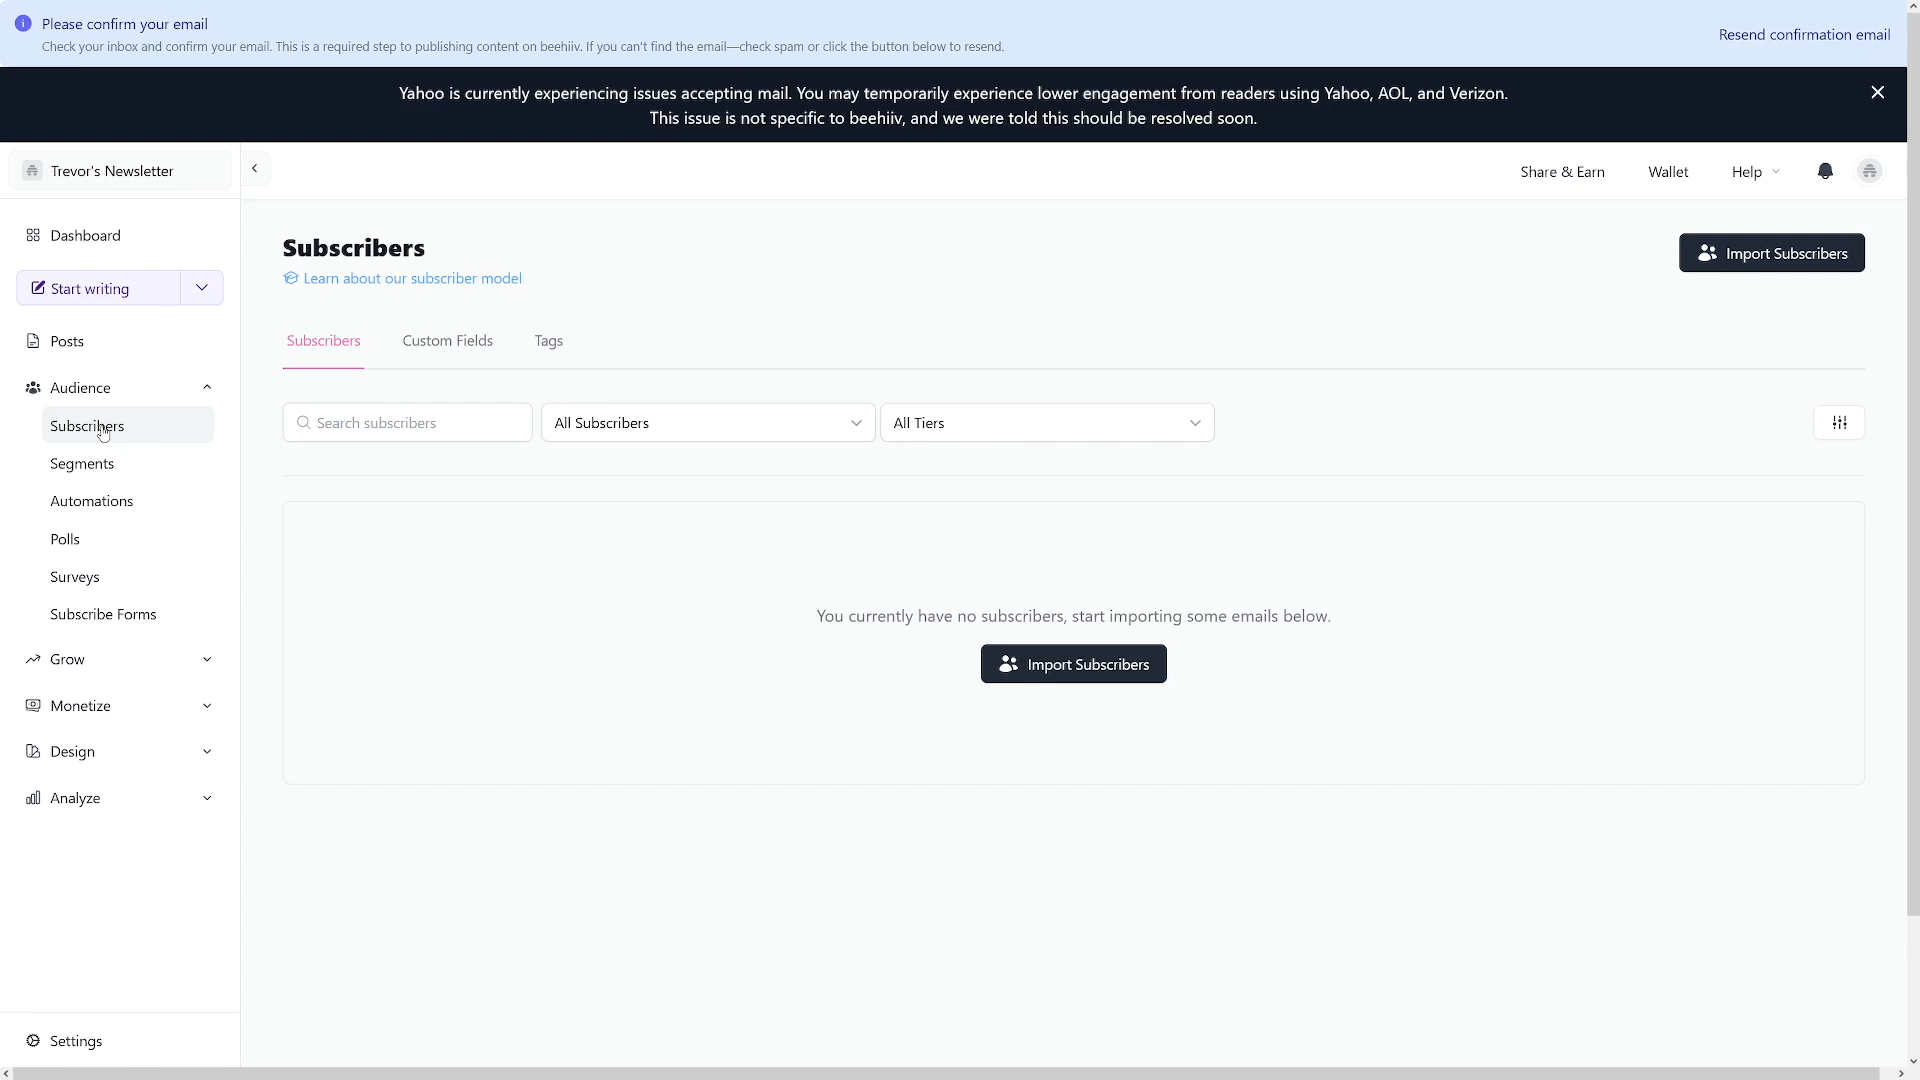 Please confirm your email
Check your inbox and confirm your email. This is a required step to publishing content on beehiiv. If you can't find the email—check spam or click the button below to resend.
Resend confirmation email
Yahoo is currently experiencing issues accepting mail. You may temporarily experience lower engagement from readers using Yahoo, AOL, and Verizon.
This issue is not specific to beehiiv, and we were told this should be resolved soon.
Trevor's Newsletter
Share & Earn
Wallet
Help
Dashboard
Start writing
Posts
Audience
Subscribers
Segments
Automations
Polls
Surveys
Subscribe Forms
Grow
Monetize
Design
Analyze
Settings
Subscribers
Learn about our subscriber model
Import Subscribers
Subscribers
Custom Fields
Tags
Search subscribers
All Subscribers
All Tiers
You currently have no subscribers, start importing some emails below.
Import Subscribers